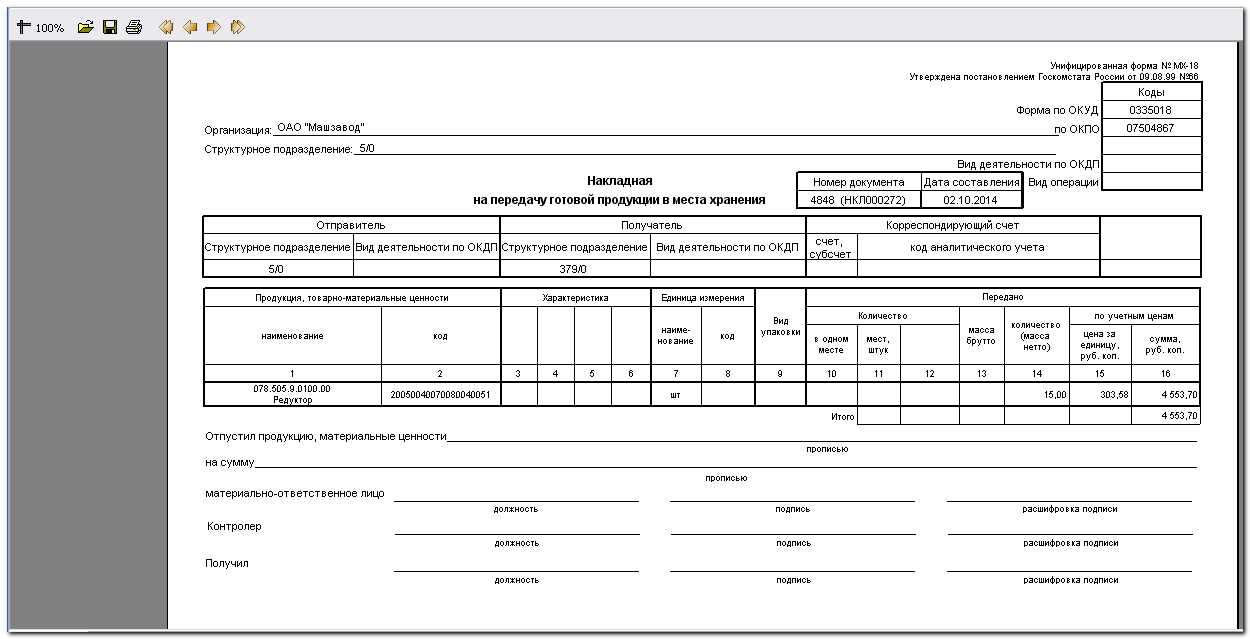 100%
Унифицированная форма № МХ-18
Утверждена постановлением Госкомстата России от 09.08.99 №66
Коды
Форма по ОКУД 0335018
Организация: ОАО "Машзавод" по ОКПО 07504867
Структурное подразделение: 5/0
Вид деятельности по ОКДП
Накладная Номер документа Дата составления Вид операции
на передачу готовой продукции в места хранения 4848 (НКЛ000272) 02.10.2014
Отправитель Получатель Корреспондирующий счет
Структурное подразделение Вид деятельности по ОКДП Структурное подразделение Вид деятельности по ОКДП счет, субсчет код аналитического учета
5/0 379/0
Продукция, товарно-материальные ценности Характеристика Единица измерения Вид упаковки Передано
Количество масса брутто количество (масса нетто) по учетным ценам
наименование код наиме-нование код в одном месте мест, штук цена за единицу, руб. коп. сумма, руб. коп.
1 2 3 4 5 6 7 8 9 10 11 12 13 14 15 16
078.505.9.0100.00
Редуктор 20050040070080040051 шт 15,00 303,58 4 553,70
Итого 4 553,70
Отпустил продукцию, материальные ценности
прописью
на сумму
прописью
материально-ответственное лицо
должность подпись расшифровка подписи
Контролер
должность подпись расшифровка подписи
Получил
должность подпись расшифровка подписи